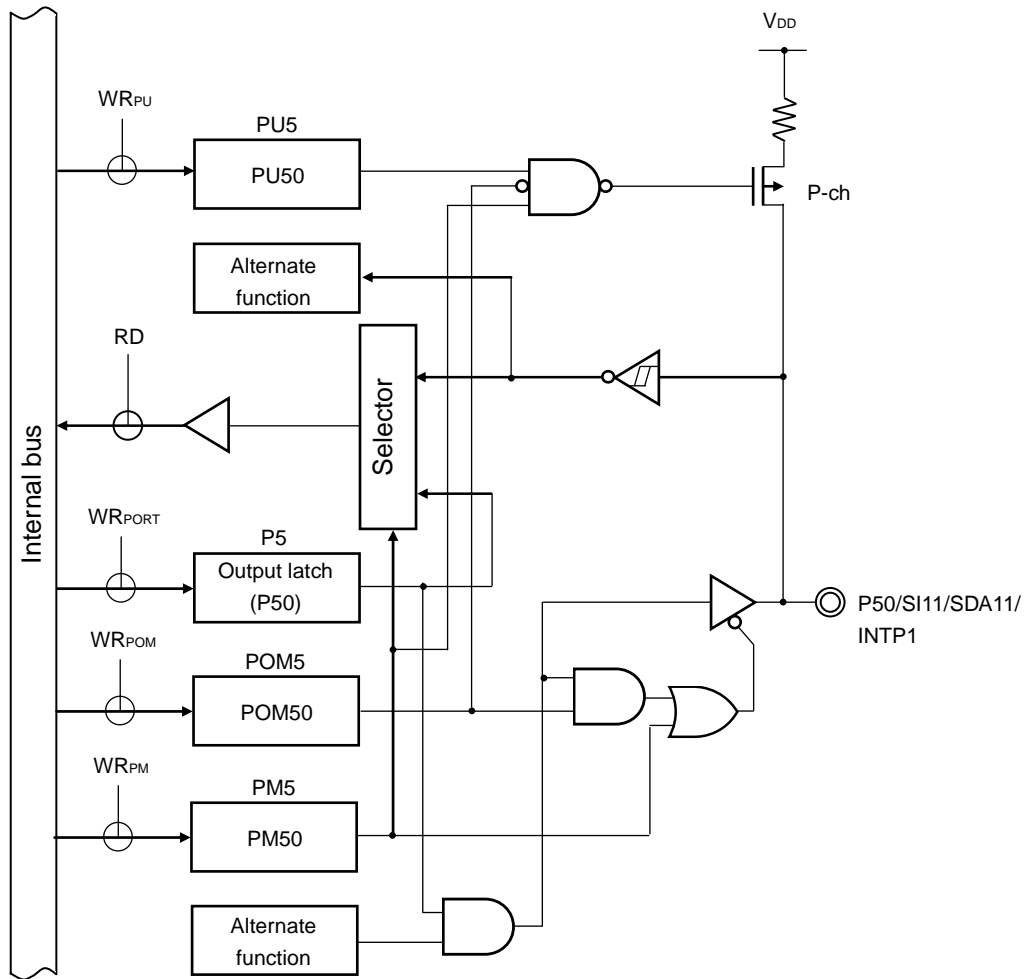 VDD
WRPU
PU5
PU50
P-ch
Alternate
function
RD
Selector
Internal bus
WRPORT
P5
Output latch
(P50)
P50/SI11/SDA11/
INTP1
WRPOM
POM5
POM50
WRPM
PM5
PM50
Alternate
function